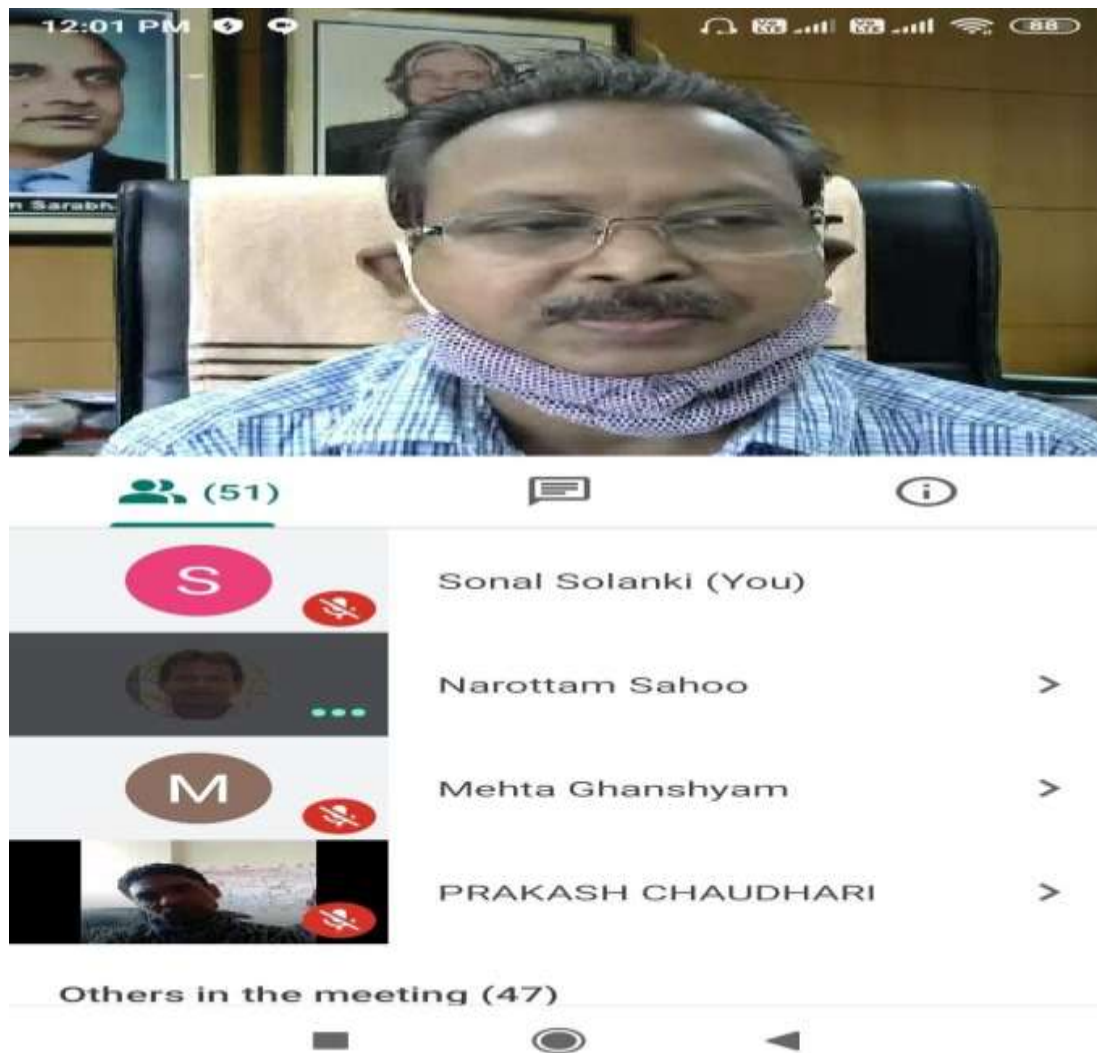 12:01 PM
88
n Sarabh
(51)
S
Sonal Solanki (You)
Narottam Sahoo
M
Mehta Ghanshyam
PRAKASH CHAUDHARI
Others in the meeting (47)